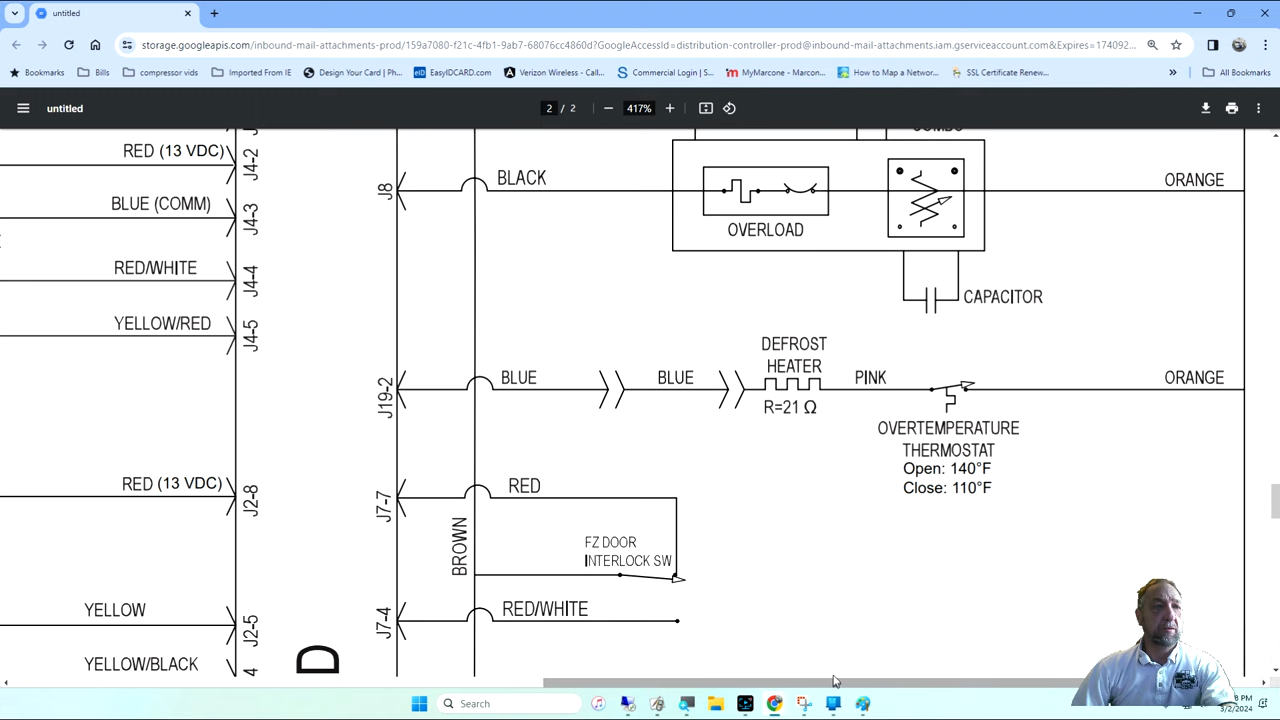 untitled
storage.googleapis.com/inbound-mail-attachments-prod/159a7080-f21c-4fb1-9ab7-60f76cc4860d?GoogleAccessId=distribution-controller-prod@inbound-mail-attachments.iam.gserviceaccount.com&Expires=174092...
Bookmarks Bills compressor vids Imported From IE Design Your Card | Ph... EasyIDCARD.com Verizon Wireless - Call... Commercial Login | S... MyMarcone - Marcon... How to Map a Networ... SSL Certificate Renew... » All Bookmarks
untitled 2 / 2 417%
COMBO
RED (13 VDC) J4-2
BLACK J8 ORANGE
BLUE (COMM) J4-3
OVERLOAD
RED/WHITE J4-4
CAPACITOR
YELLOW/RED J4-5
DEFROST
HEATER
J19-2 BLUE BLUE PINK ORANGE
R=21 Ω
OVERTEMPERATURE
THERMOSTAT
Open: 140°F
Close: 110°F
RED (13 VDC) J2-8
J7-7 RED
BROWN
FZ DOOR
INTERLOCK SW
YELLOW J2-5
J7-4 RED/WHITE
YELLOW/BLACK 4
D
Search
3/2/2024